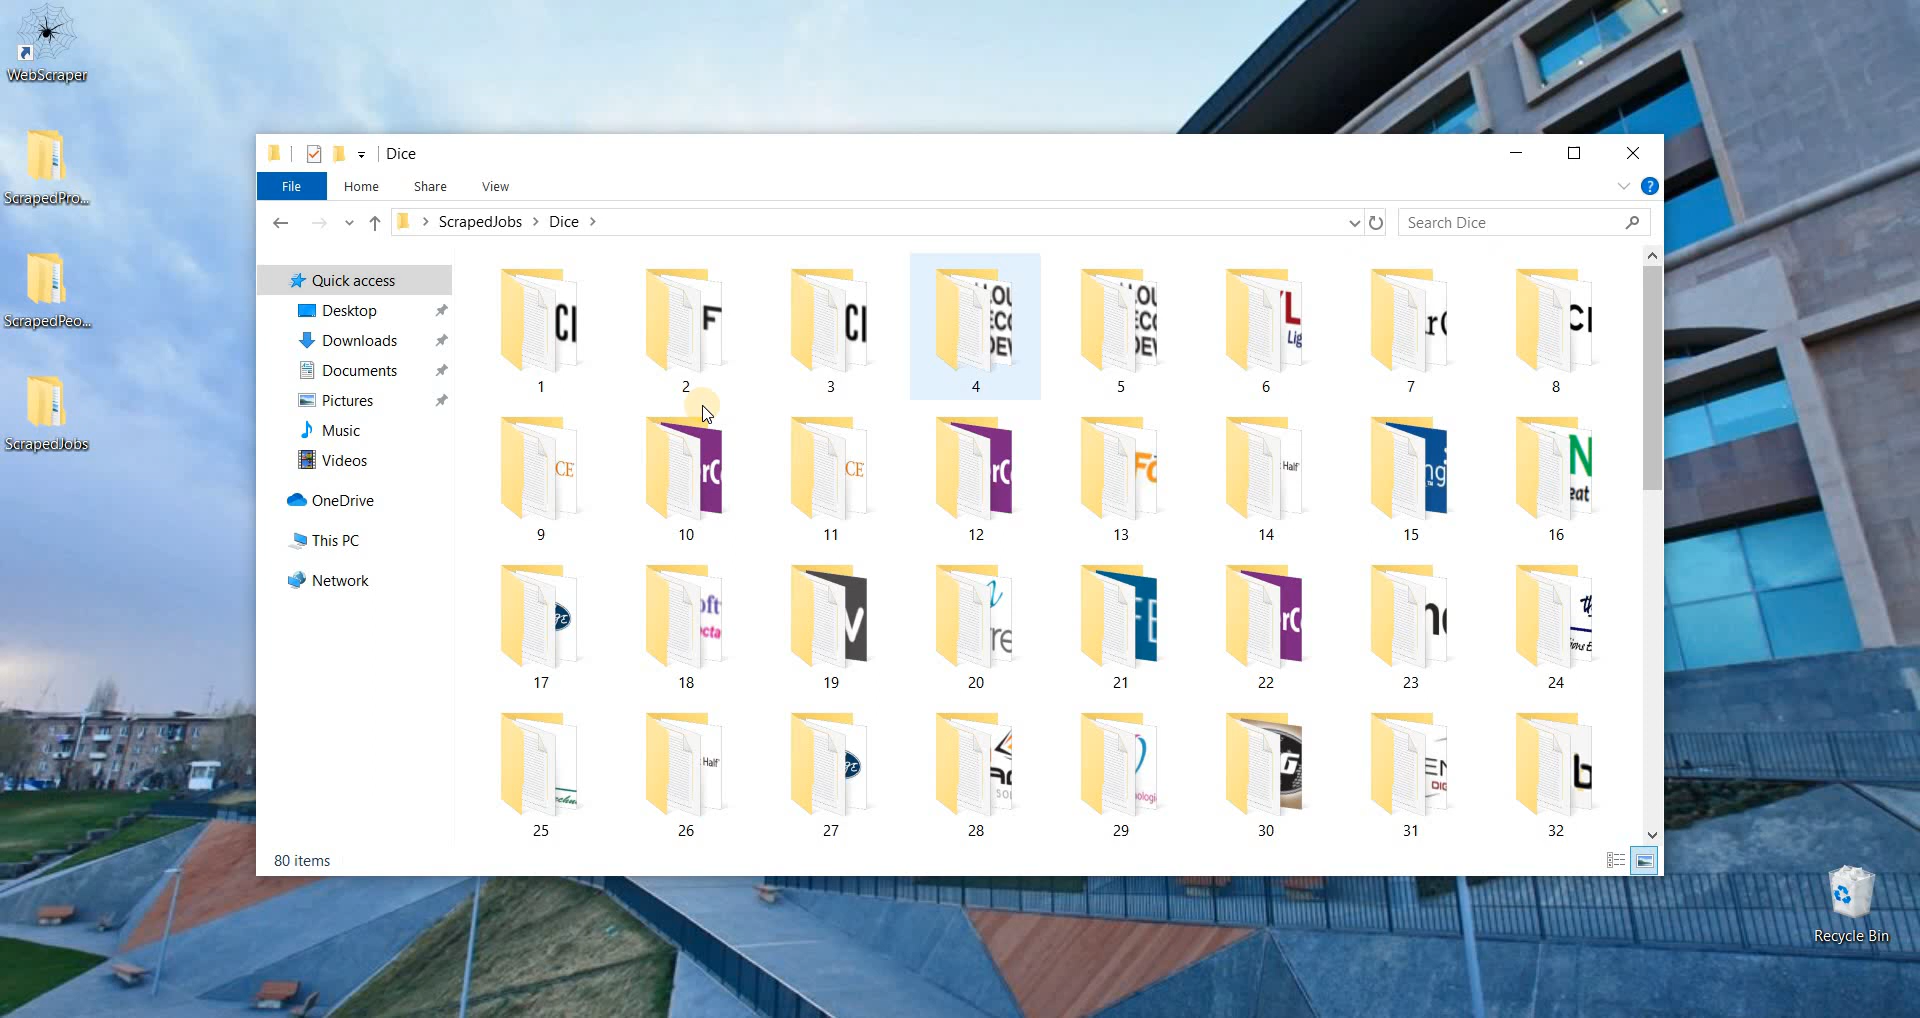 WebScraper
ScrapedPro...
ScrapedPeo...
ScrapedJobs
Dice
File
Home
Share
View
ScrapedJobs
Dice
Search Dice
Quick access
Desktop
Downloads
Documents
Pictures
Music
Videos
OneDrive
This PC
Network
1
2
3
4
5
6
7
8
9
10
11
12
13
14
15
16
17
18
19
20
21
22
23
24
25
26
27
28
29
30
31
32
80 items
Recycle Bin